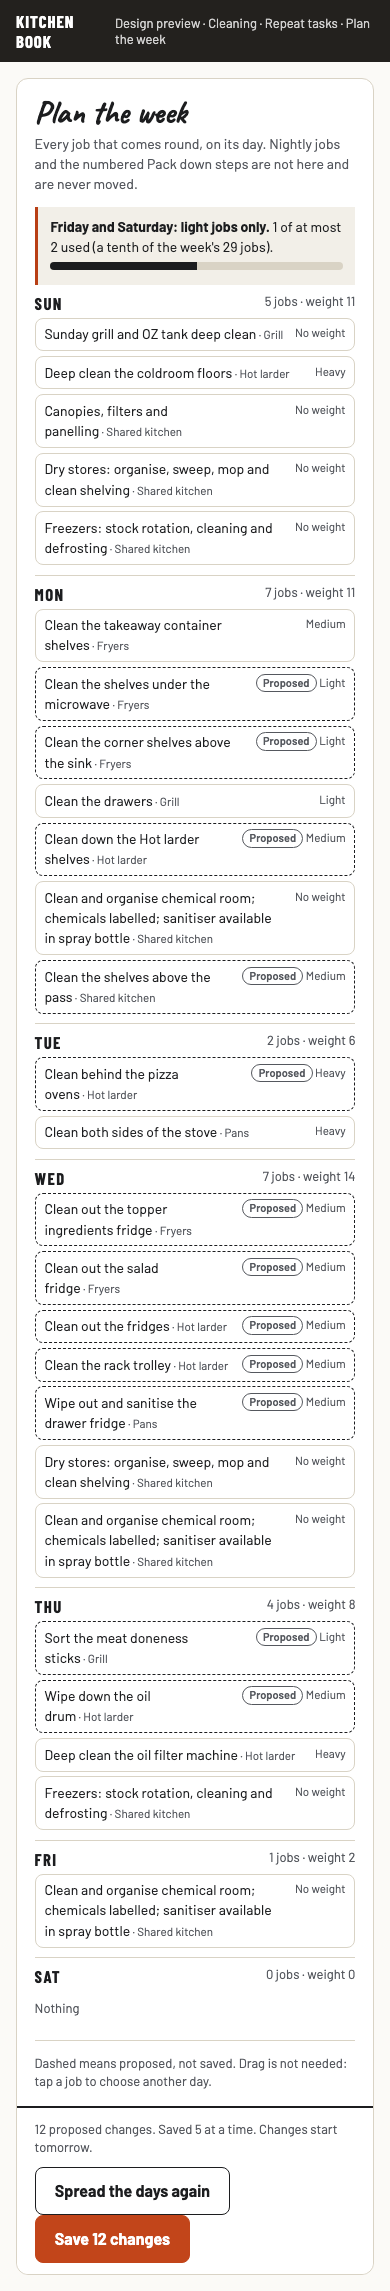 KITCHEN
BOOK
Design preview · Cleaning · Repeat tasks · Plan
the week
Plan the week
Every job that comes round, on its day. Nightly jobs
and the numbered Pack down steps are not here and
are never moved.
Friday and Saturday: light jobs only. 1 of at most
2 used (a tenth of the week's 29 jobs).
SUN 5 jobs · weight 11
Sunday grill and OZ tank deep clean · Grill No weight
Deep clean the coldroom floors · Hot larder Heavy
Canopies, filters and No weight
panelling · Shared kitchen
Dry stores: organise, sweep, mop and No weight
clean shelving · Shared kitchen
Freezers: stock rotation, cleaning and No weight
defrosting · Shared kitchen
MON 7 jobs · weight 11
Clean the takeaway container Medium
shelves · Fryers
Clean the shelves under the Proposed Light
microwave · Fryers
Clean the corner shelves above Proposed Light
the sink · Fryers
Clean the drawers · Grill Light
Clean down the Hot larder Proposed Medium
shelves · Hot larder
Clean and organise chemical room; No weight
chemicals labelled; sanitiser available
in spray bottle · Shared kitchen
Clean the shelves above the Proposed Medium
pass · Shared kitchen
TUE 2 jobs · weight 6
Clean behind the pizza Proposed Heavy
ovens · Hot larder
Clean both sides of the stove · Pans Heavy
WED 7 jobs · weight 14
Clean out the topper Proposed Medium
ingredients fridge · Fryers
Clean out the salad Proposed Medium
fridge · Fryers
Clean out the fridges · Hot larder Proposed Medium
Clean the rack trolley · Hot larder Proposed Medium
Wipe out and sanitise the Proposed Medium
drawer fridge · Pans
Dry stores: organise, sweep, mop and No weight
clean shelving · Shared kitchen
Clean and organise chemical room; No weight
chemicals labelled; sanitiser available
in spray bottle · Shared kitchen
THU 4 jobs · weight 8
Sort the meat doneness Proposed Light
sticks · Grill
Wipe down the oil Proposed Medium
drum · Hot larder
Deep clean the oil filter machine · Hot larder Heavy
Freezers: stock rotation, cleaning and No weight
defrosting · Shared kitchen
FRI 1 jobs · weight 2
Clean and organise chemical room; No weight
chemicals labelled; sanitiser available
in spray bottle · Shared kitchen
SAT 0 jobs · weight 0
Nothing
Dashed means proposed, not saved. Drag is not needed:
tap a job to choose another day.
12 proposed changes. Saved 5 at a time. Changes start
tomorrow.
Spread the days again
Save 12 changes